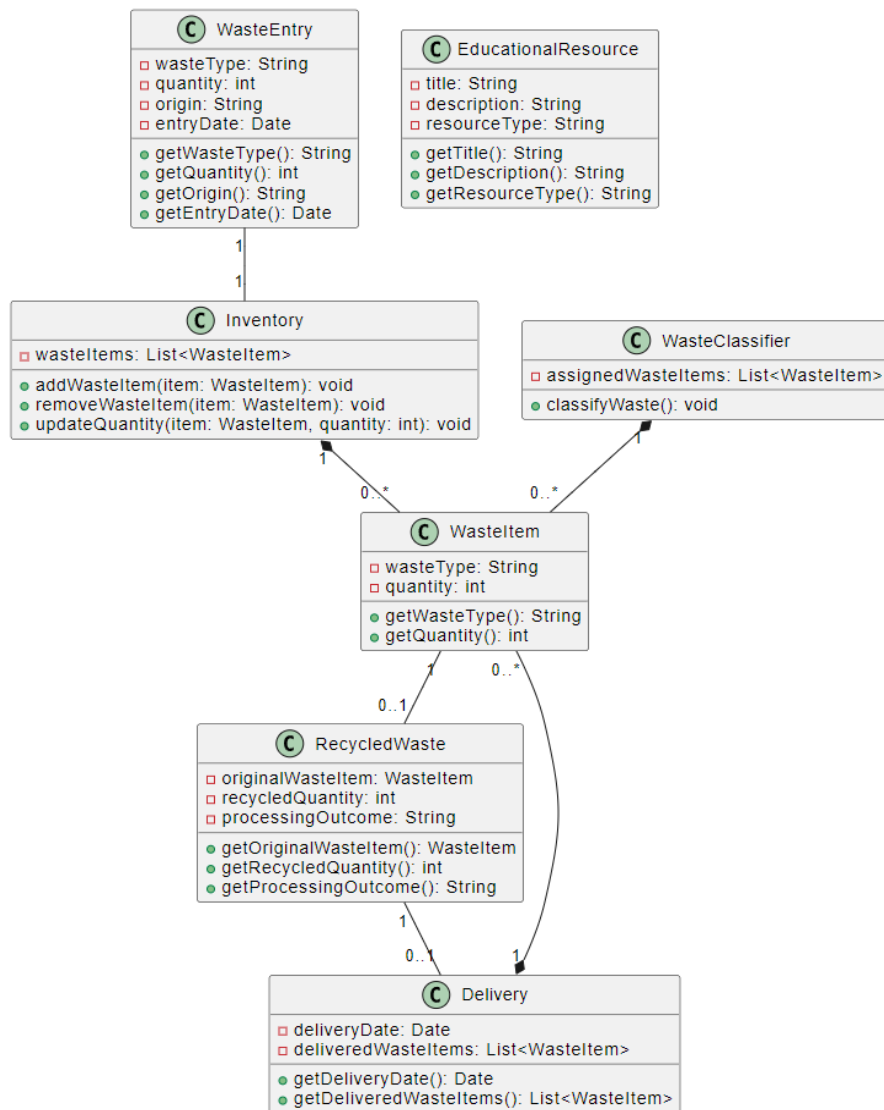 C WasteEntry
wasteType: String
quantity: int
origin: String
entryDate: Date
getWasteType(): String
getQuantity(): int
getOrigin(): String
getEntryDate(): Date
C EducationalResource
title: String
description: String
resourceType: String
getTitle(): String
getDescription(): String
getResourceType(): String
1
1
C Inventory
wasteItems: List<WasteItem>
addWasteItem(item: WasteItem): void
removeWasteItem(item: WasteItem): void
updateQuantity(item: WasteItem, quantity: int): void
C WasteClassifier
assignedWasteItems: List<WasteItem>
classifyWaste(): void
1
1
0..*
0..*
C WasteItem
wasteType: String
quantity: int
getWasteType(): String
getQuantity(): int
1
0..*
0..1
C RecycledWaste
originalWasteItem: WasteItem
recycledQuantity: int
processingOutcome: String
getOriginalWasteItem(): WasteItem
getRecycledQuantity(): int
getProcessingOutcome(): String
1
0..1
1
C Delivery
deliveryDate: Date
deliveredWasteItems: List<WasteItem>
getDeliveryDate(): Date
getDeliveredWasteItems(): List<WasteItem>